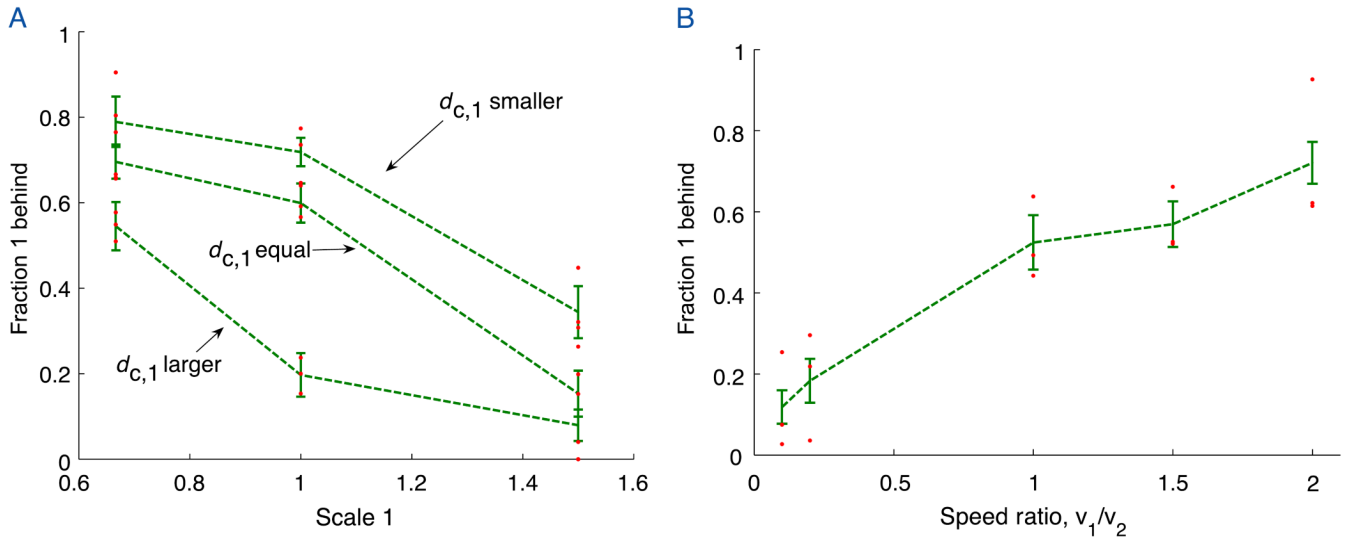 A
Fraction 1 behind
1
0.8
0.6
0.4
0.2
0
0.6
0.8
1
1.2
1.4
1.6
Scale 1
dc,1 smaller
dc,1 equal
dc,1 larger
B
Fraction 1 behind
1
0.8
0.6
0.4
0.2
0
0
0.5
1
1.5
2
Speed ratio, v1/v2